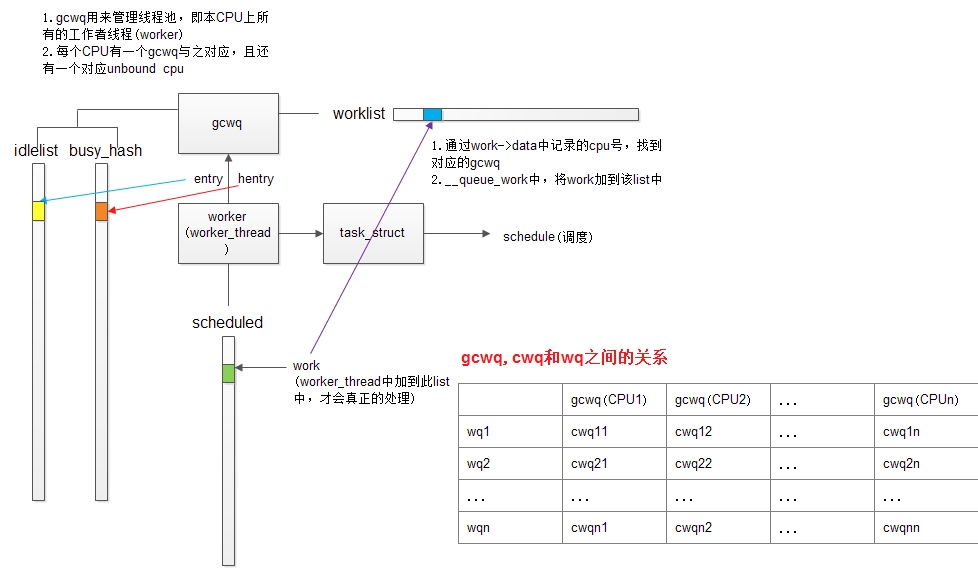 1.gcwq用来管理线程池，即本CPU上所
有的工作者线程(worker)
2.每个CPU有一个gcwq与之对应，且还
有一个对应unbound cpu
gcwq
worklist
idlelist busy_hash
1.通过work->data中记录的cpu号，找到
对应的gcwq
2.__queue_work中，将work加到该list中
entry hentry
worker
(worker_thread
)
task_struct
schedule(调度)
scheduled
work
(worker_thread中加到此list
中，才会真正的处理)
gcwq,cwq和wq之间的关系
gcwq(CPU1) gcwq(CPU2) ... gcwq(CPUn)
wq1 cwq11 cwq12 ... cwq1n
wq2 cwq21 cwq22 ... cwq2n
... ... ... ... ...
wqn cwqn1 cwqn2 ... cwqnn